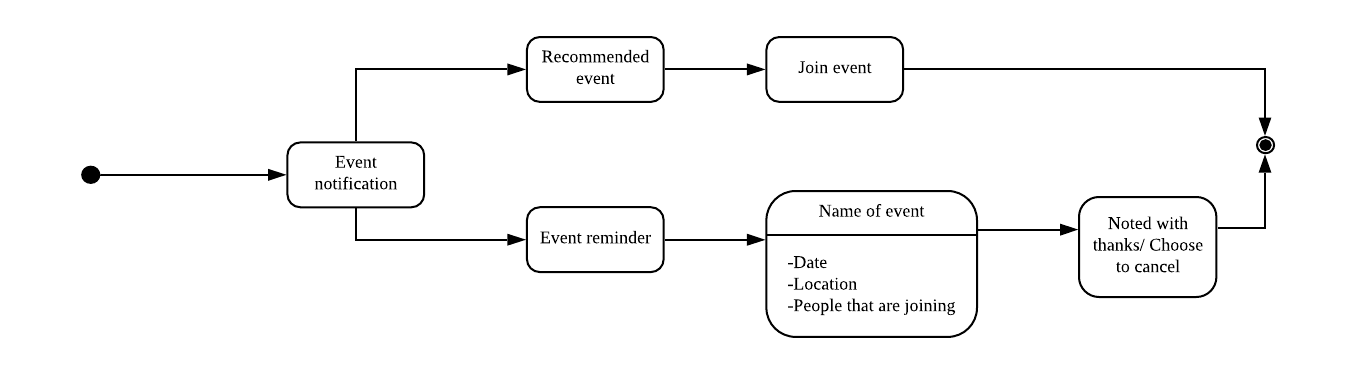 Recommended
event
Join event
Event
notification
Event reminder
Name of event
-Date
-Location
-People that are joining
Noted with
thanks/ Choose
to cancel